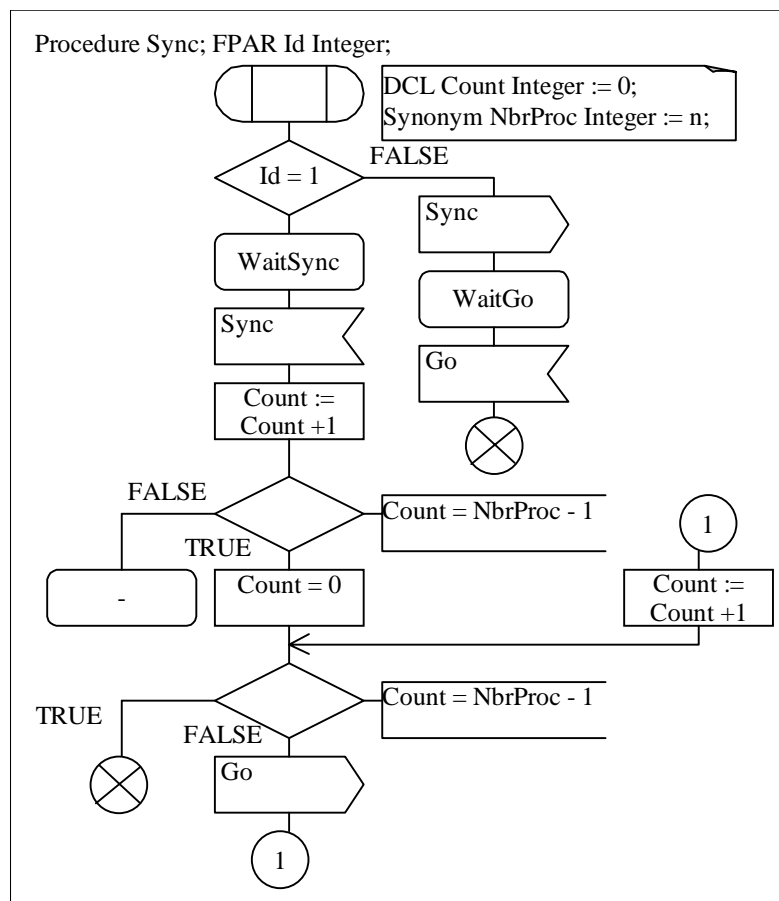 Procedure Sync; FPAR Id Integer;
DCL Count Integer := 0;
Synonym NbrProc Integer := n;
FALSE
Id = 1
Sync
WaitSync
WaitGo
Sync
Go
Count :=
Count +1
FALSE
Count = NbrProc - 1
1
TRUE
-
Count = 0
Count :=
Count +1
Count = NbrProc - 1
TRUE
FALSE
Go
1